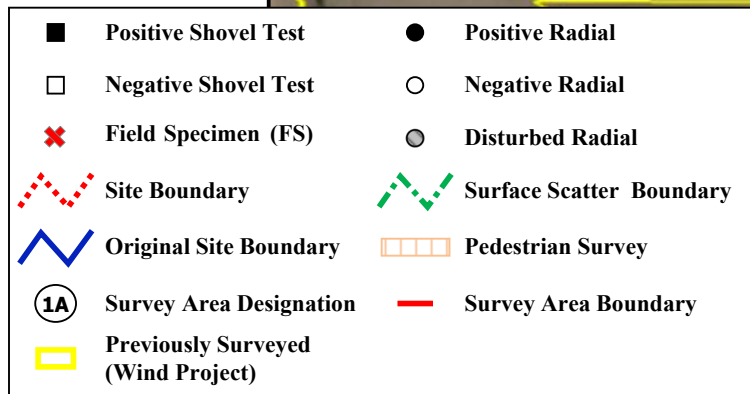 Positive Shovel Test
Positive Radial
Negative Shovel Test
Negative Radial
Field Specimen (FS)
Disturbed Radial
Site Boundary
Surface Scatter Boundary
Original Site Boundary
Pedestrian Survey
1A
Survey Area Designation
Survey Area Boundary
Previously Surveyed
(Wind Project)